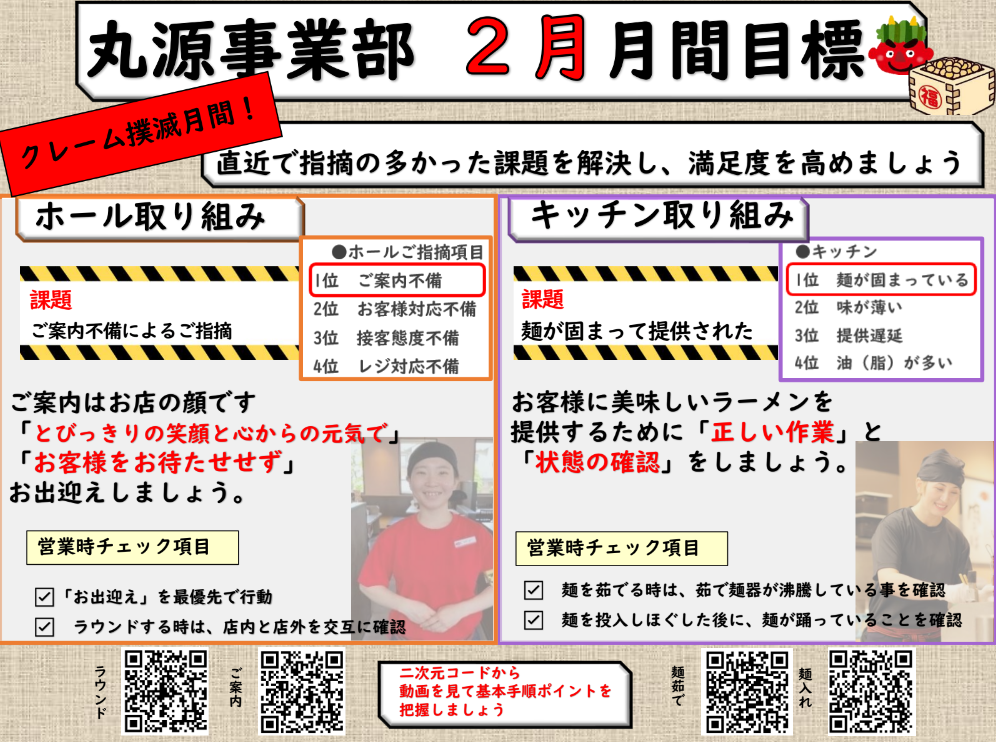 丸源事業部 2月月間目標
福
クレーム撲滅月間！
直近で指摘の多かった課題を解決し、満足度を高めましょう
ホール取り組み
●ホールご指摘項目
1位 ご案内不備
2位 お客様対応不備
3位 接客態度不備
4位 レジ対応不備
課題
ご案内不備によるご指摘
ご案内はお店の顔です
「とびっきりの笑顔と心からの元気で」
「お客様をお待たせせず」
お出迎えしましょう。
営業時チェック項目
☑「お出迎え」を最優先で行動
☑ ラウンドする時は、店内と店外を交互に確認
キッチン取り組み
●キッチン
1位 麺が固まっている
2位 味が薄い
3位 提供遅延
4位 油（脂）が多い
課題
麺が固まって提供された
お客様に美味しいラーメンを
提供するために「正しい作業」と
「状態の確認」をしましょう。
営業時チェック項目
☑ 麺を茹でる時は、茹で麺器が沸騰している事を確認
☑ 麺を投入しほぐした後に、麺が踊っていることを確認
ラウンド
ご案内
二次元コードから
動画を見て基本手順ポイントを
把握しましょう
麺茹で
麺入れ